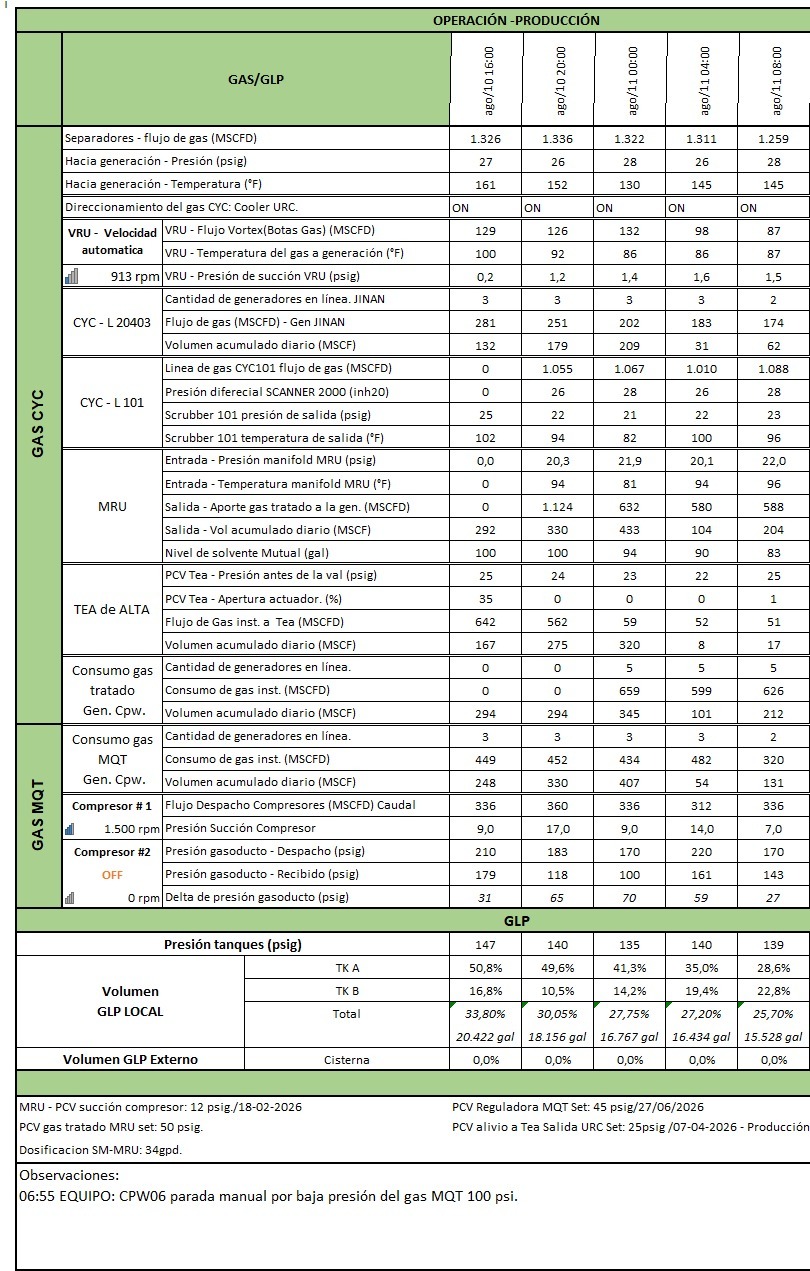 OPERACIÓN -PRODUCCIÓN
GAS/GLP ago/10 16:00 ago/10 20:00 ago/11 00:00 ago/11 04:00 ago/11 08:00
GAS CYC
Separadores - flujo de gas (MSCFD) 1.326 1.336 1.322 1.311 1.259
Hacia generación - Presión (psig) 27 26 28 26 28
Hacia generación - Temperatura (°F) 161 152 130 145 145
Direccionamiento del gas CYC: Cooler URC. ON ON ON ON ON
VRU - Velocidad automatica
913 rpm
VRU - Flujo Vortex(Botas Gas) (MSCFD) 129 126 132 98 87
VRU - Temperatura del gas a generación (°F) 100 92 86 86 87
VRU - Presión de succión VRU (psig) 0,2 1,2 1,4 1,6 1,5
CYC - L 20403
Cantidad de generadores en línea. JINAN 3 3 3 3 2
Flujo de gas (MSCFD) - Gen JINAN 281 251 202 183 174
Volumen acumulado diario (MSCF) 132 179 209 31 62
CYC - L 101
Linea de gas CYC101 flujo de gas (MSCFD) 0 1.055 1.067 1.010 1.088
Presión diferecial SCANNER 2000 (inh20) 0 26 28 26 28
Scrubber 101 presión de salida (psig) 25 22 21 22 23
Scrubber 101 temperatura de salida (°F) 102 94 82 100 96
MRU
Entrada - Presión manifold MRU (psig) 0,0 20,3 21,9 20,1 22,0
Entrada - Temperatura manifold MRU (°F) 0 94 81 94 96
Salida - Aporte gas tratado a la gen. (MSCFD) 0 1.124 632 580 588
Salida - Vol acumulado diario (MSCF) 292 330 433 104 204
Nivel de solvente Mutual (gal) 100 100 94 90 83
TEA de ALTA
PCV Tea - Presión antes de la val (psig) 25 24 23 22 25
PCV Tea - Apertura actuador. (%) 35 0 0 0 1
Flujo de Gas inst. a Tea (MSCFD) 642 562 59 52 51
Volumen acumulado diario (MSCF) 167 275 320 8 17
Consumo gas tratado Gen. Cpw.
Cantidad de generadores en línea. 0 0 5 5 5
Consumo de gas inst. (MSCFD) 0 0 659 599 626
Volumen acumulado diario (MSCF) 294 294 345 101 212
GAS MQT
Consumo gas MQT Gen. Cpw.
Cantidad de generadores en línea. 3 3 3 3 2
Consumo de gas inst. (MSCFD) 449 452 434 482 320
Volumen acumulado diario (MSCF) 248 330 407 54 131
Compresor # 1
1.500 rpm
Flujo Despacho Compresores (MSCFD) Caudal 336 360 336 312 336
Presión Succión Compresor 9,0 17,0 9,0 14,0 7,0
Compresor #2
OFF
0 rpm
Presión gasoducto - Despacho (psig) 210 183 170 220 170
Presión gasoducto - Recibido (psig) 179 118 100 161 143
Delta de presión gasoducto (psig) 31 65 70 59 27
GLP
Presión tanques (psig) 147 140 135 140 139
Volumen GLP LOCAL
TK A 50,8% 49,6% 41,3% 35,0% 28,6%
TK B 16,8% 10,5% 14,2% 19,4% 22,8%
Total 33,80% 30,05% 27,75% 27,20% 25,70%
20.422 gal 18.156 gal 16.767 gal 16.434 gal 15.528 gal
Volumen GLP Externo Cisterna 0,0% 0,0% 0,0% 0,0% 0,0%
MRU - PCV succión compresor: 12 psig./18-02-2026 PCV Reguladora MQT Set: 45 psig/27/06/2026
PCV gas tratado MRU set: 50 psig. PCV alivio a Tea Salida URC Set: 25psig /07-04-2026 - Producción
Dosificacion SM-MRU: 34gpd.
Observaciones:
06:55 EQUIPO: CPW06 parada manual por baja presión del gas MQT 100 psi.